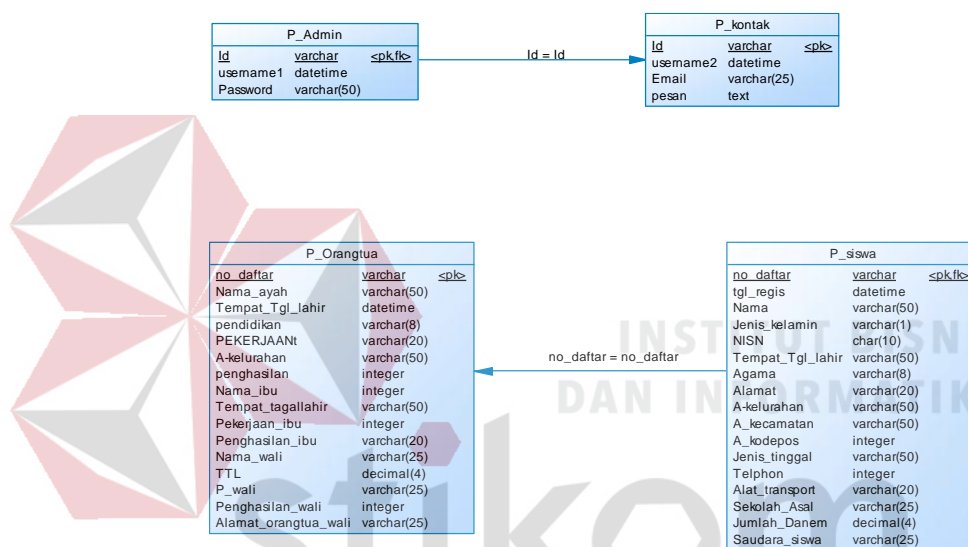 P_Admin
Id varchar <pk,fk>
username1 datetime
Password varchar(50)
Id = Id
P_kontak
Id varchar <pk>
username2 datetime
Email varchar(25)
pesan text
P_Orangtua
no_daftar varchar <pk>
Nama_ayah varchar(50)
Tempat_Tgl_lahir datetime
pendidikan varchar(8)
PEKERJAANt varchar(20)
A-kelurahan varchar(50)
penghasilan integer
Nama_ibu integer
Tempat_tagallahir varchar(50)
Pekerjaan_ibu integer
Penghasilan_ibu varchar(20)
Nama_wali varchar(25)
TTL decimal(4)
P_wali varchar(25)
Penghasilan_wali integer
Alamat_orangtua_wali varchar(25)
no_daftar = no_daftar
P_siswa
no_daftar varchar <pk,fk>
tgl_regis datetime
Nama varchar(50)
Jenis_kelamin varchar(1)
NISN char(10)
Tempat_Tgl_lahir varchar(50)
Agama varchar(8)
Alamat varchar(20)
A-kelurahan varchar(50)
A_kecamatan varchar(50)
A_kodepos integer
Jenis_tinggal varchar(50)
Telphon integer
Alat_transport varchar(20)
Sekolah_Asal varchar(25)
Jumlah_Danem decimal(4)
Saudara_siswa varchar(25)
INSTITUT BISN
DAN INFORMATIK
stikom